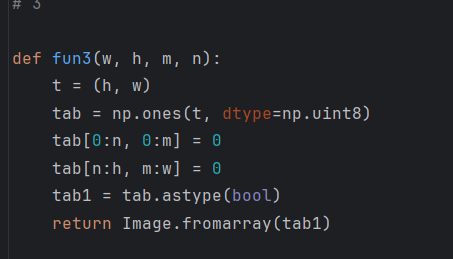 # 3
def fun3(w, h, m, n):
    t = (h, w)
    tab = np.ones(t, dtype=np.uint8)
    tab[0:n, 0:m] = 0
    tab[n:h, m:w] = 0
    tab1 = tab.astype(bool)
    return Image.fromarray(tab1)